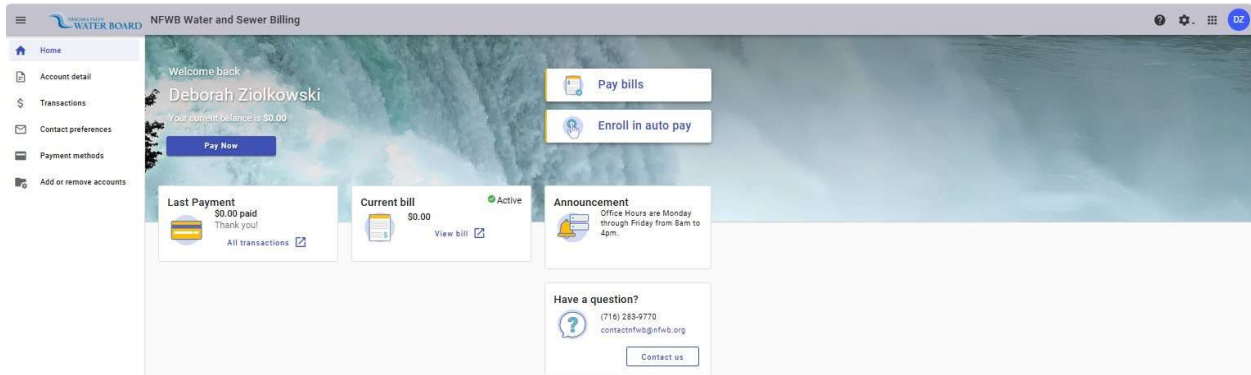 NIAGARA FALLS
WATER BOARD
NFWB Water and Sewer Billing
DZ
Home
Account detail
Transactions
Contact preferences
Payment methods
Add or remove accounts
Welcome back
Deborah Ziolkowski
Your current balance is $0.00
Pay Now
Pay bills
Enroll in auto pay
Last Payment
$0.00 paid
Thank you!
All transactions
Current bill
Active
$0.00
View bill
Announcement
Office Hours are Monday
through Friday from 8am to
4pm.
Have a question?
(716) 283-9770
contactnfwb@nfwb.org
Contact us